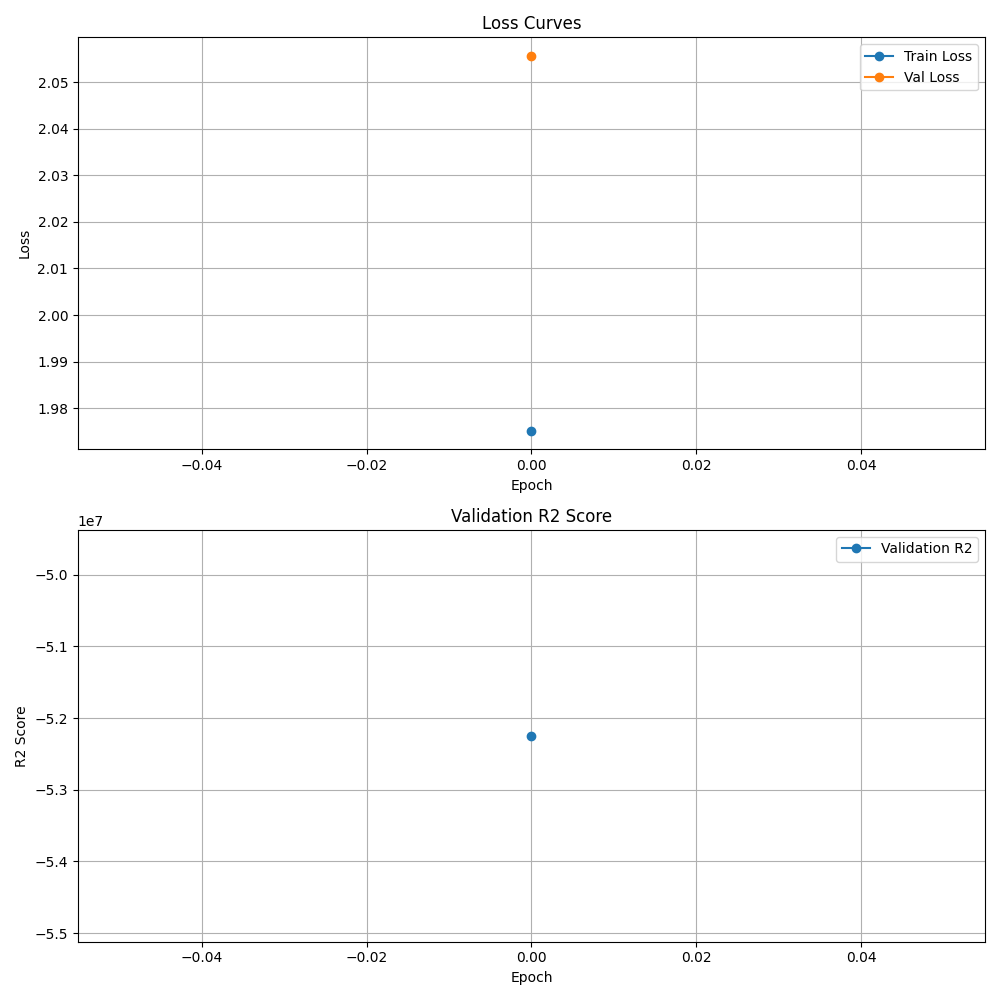 Loss Curves
Train Loss
Val Loss
2.05
2.04
2.03
2.02
2.01
2.00
1.99
1.98
Loss
−0.04 −0.02 0.00 0.02 0.04
Epoch
Validation R2 Score
1e7
Validation R2
−5.0
−5.1
−5.2
−5.3
−5.4
−5.5
R2 Score
−0.04 −0.02 0.00 0.02 0.04
Epoch